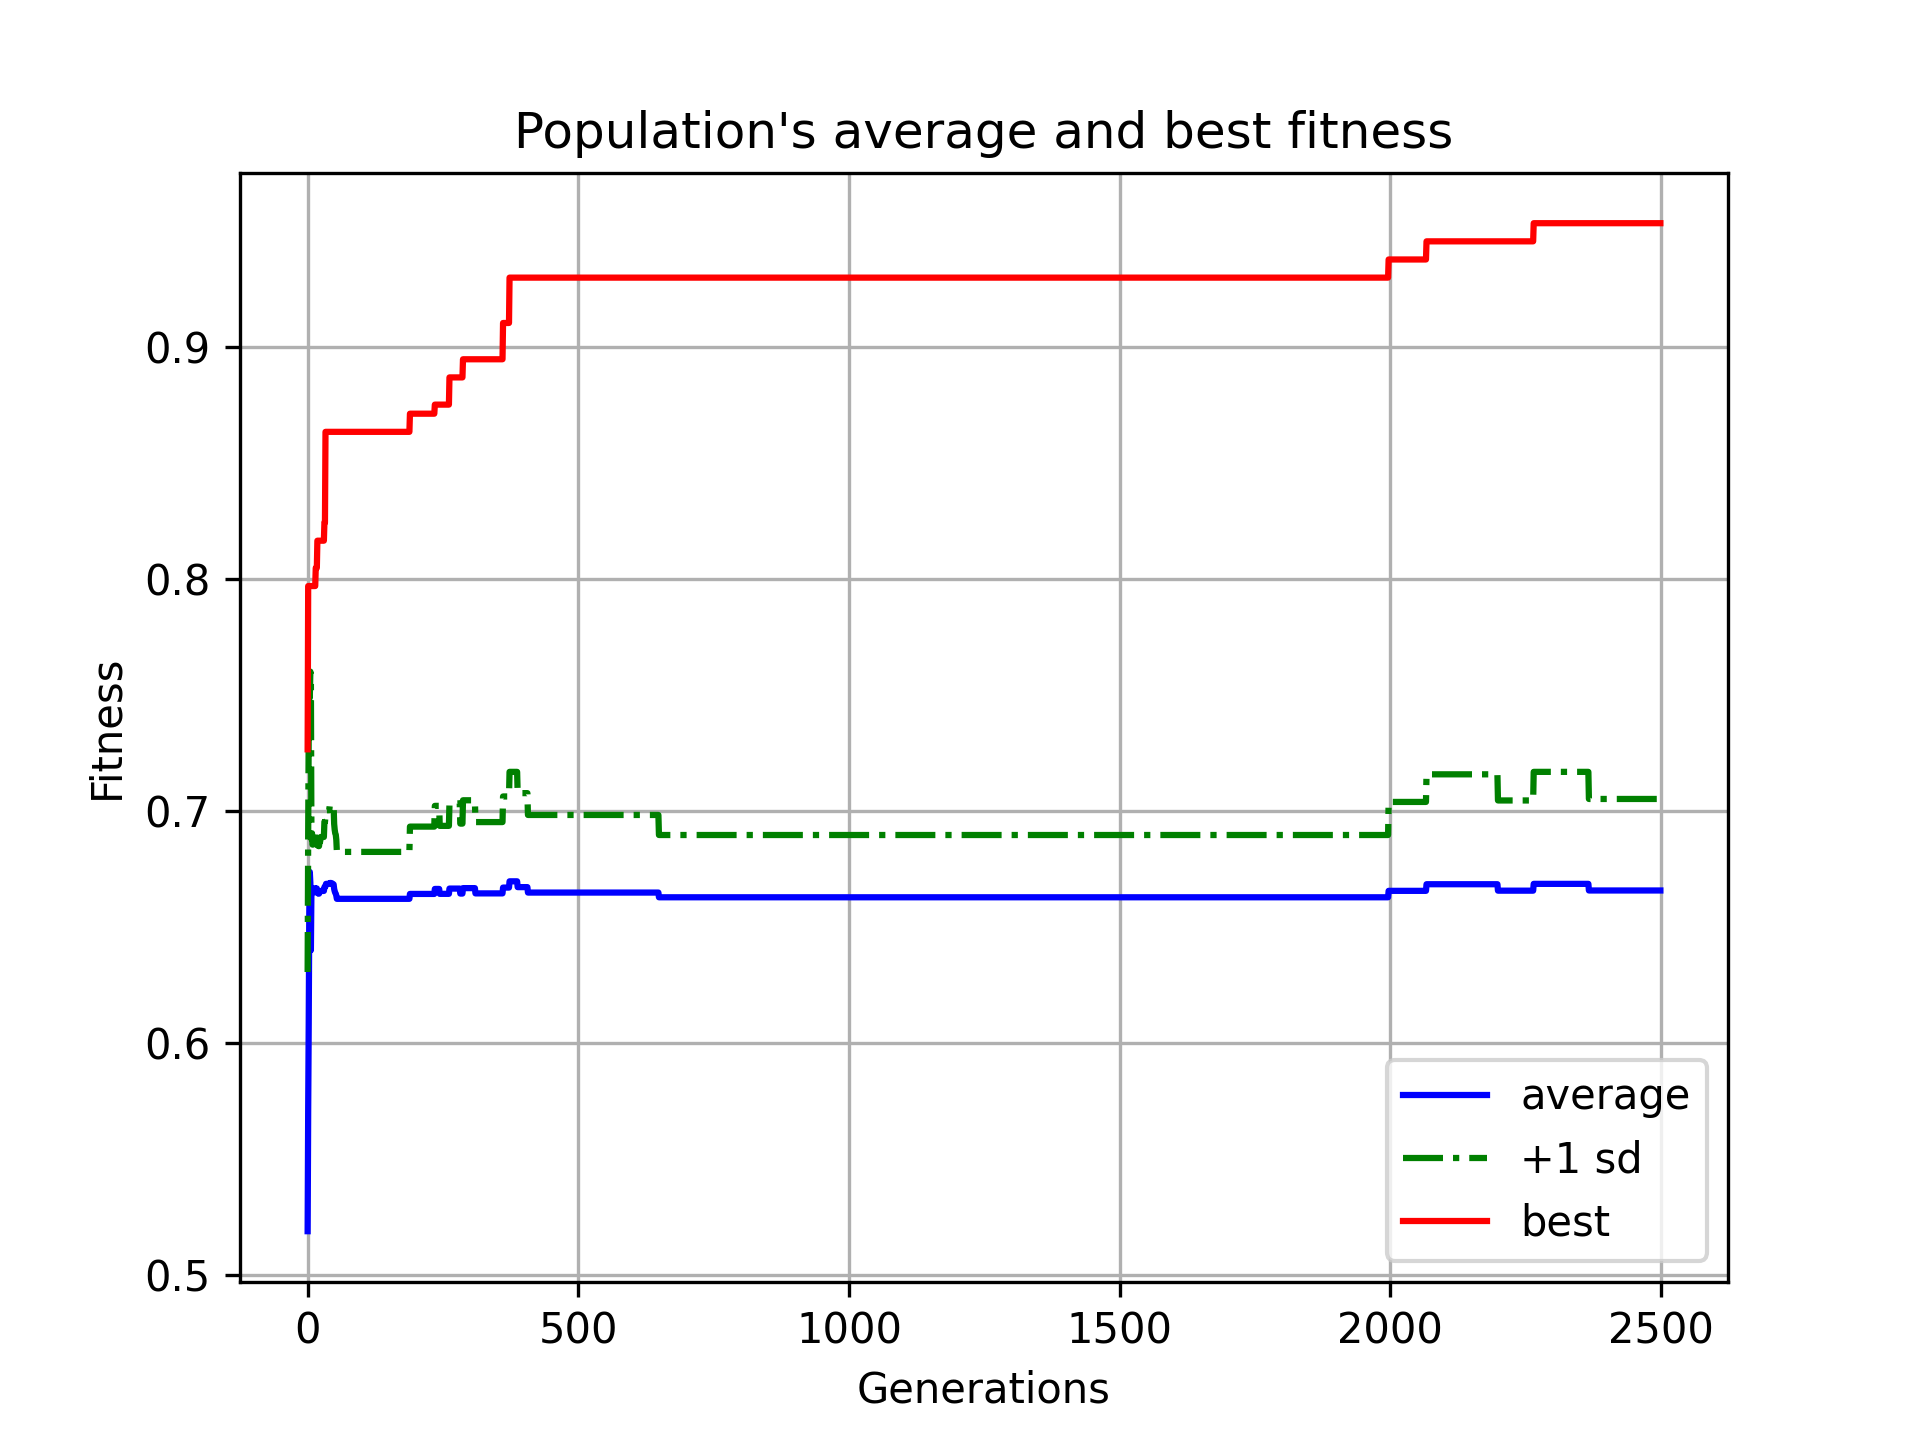 Population's average and best fitness
Fitness
0.9
0.8
0.7
0.6
0.5
average
+1 sd
best
0 500 1000 1500 2000 2500
Generations